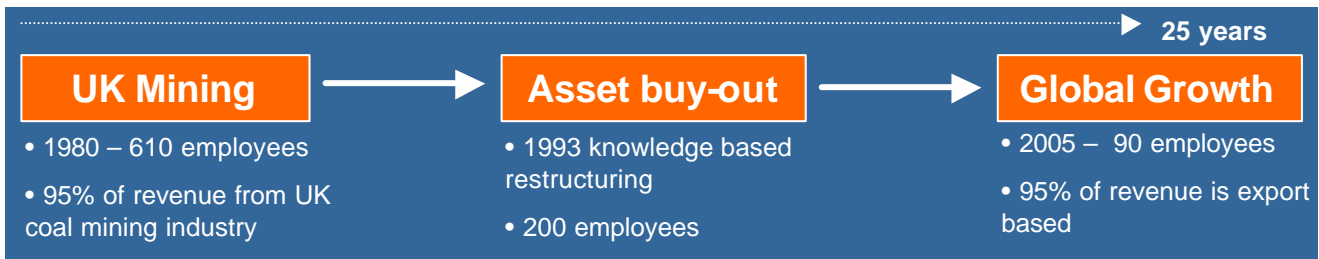 25 years
UK Mining
• 1980 – 610 employees
• 95% of revenue from UK
coal mining industry
Asset buy-out
• 1993 knowledge based
restructuring
• 200 employees
Global Growth
• 2005 – 90 employees
• 95% of revenue is export
based